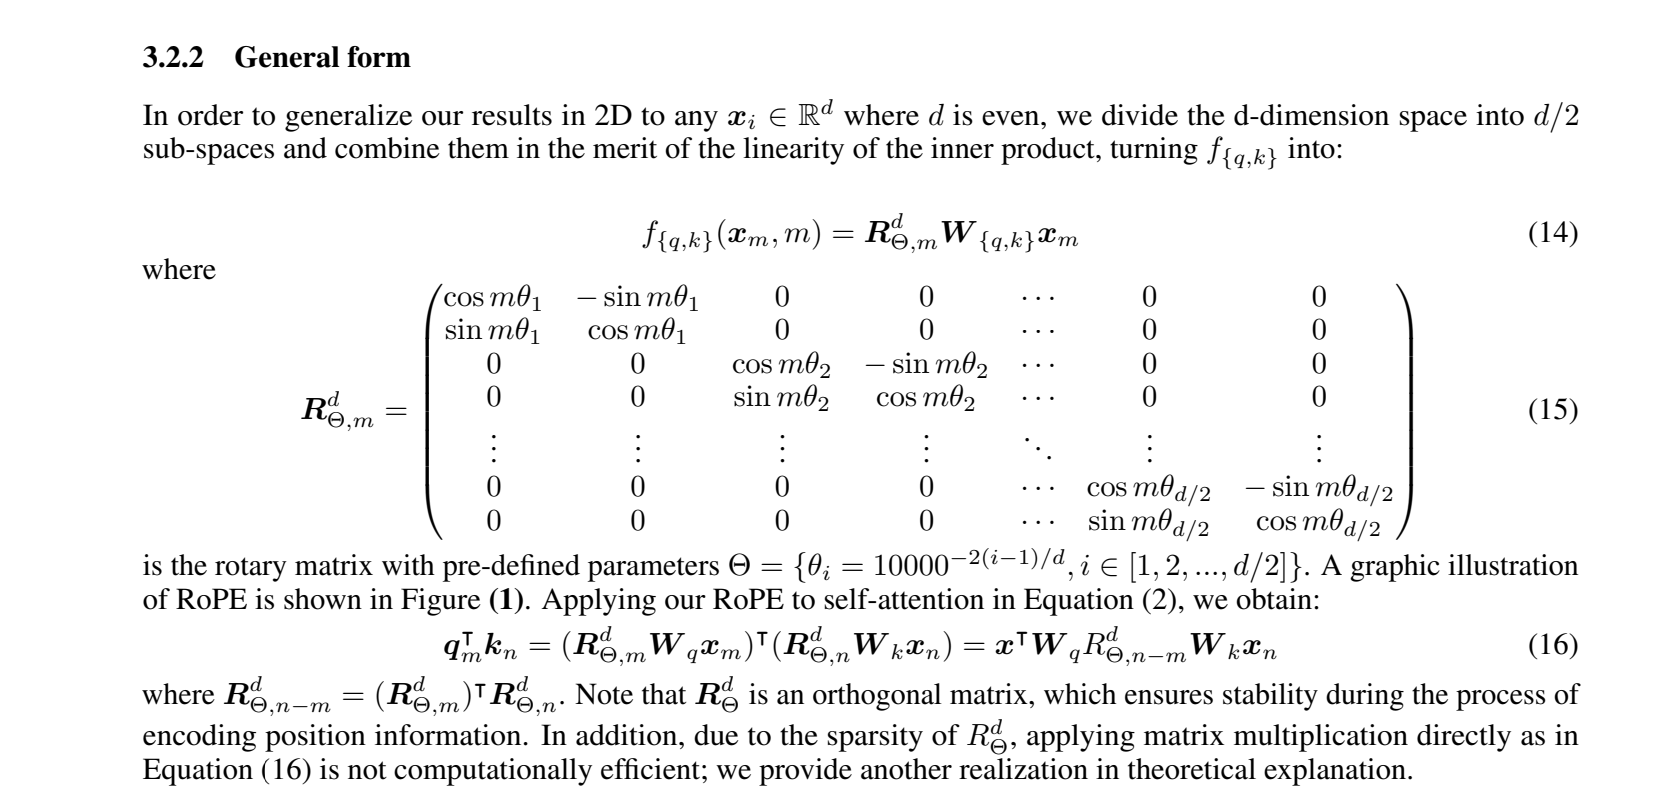 3.2.2 General form
In order to generalize our results in 2D to any $\boldsymbol{x}_i \in \mathbb{R}^d$ where $d$ is even, we divide the d-dimension space into $d/2$
sub-spaces and combine them in the merit of the linearity of the inner product, turning $f_{\{q,k\}}$ into:
$f_{\{q,k\}}(\boldsymbol{x}_m, m) = \boldsymbol{R}^d_{\Theta,m} \boldsymbol{W}_{\{q,k\}} \boldsymbol{x}_m$ (14)
where
$\boldsymbol{R}^d_{\Theta,m} = \begin{pmatrix} \cos m\theta_1 & -\sin m\theta_1 & 0 & 0 & \cdots & 0 & 0 \\ \sin m\theta_1 & \cos m\theta_1 & 0 & 0 & \cdots & 0 & 0 \\ 0 & 0 & \cos m\theta_2 & -\sin m\theta_2 & \cdots & 0 & 0 \\ 0 & 0 & \sin m\theta_2 & \cos m\theta_2 & \cdots & 0 & 0 \\ \vdots & \vdots & \vdots & \vdots & \ddots & \vdots & \vdots \\ 0 & 0 & 0 & 0 & \cdots & \cos m\theta_{d/2} & -\sin m\theta_{d/2} \\ 0 & 0 & 0 & 0 & \cdots & \sin m\theta_{d/2} & \cos m\theta_{d/2} \end{pmatrix}$ (15)
is the rotary matrix with pre-defined parameters $\Theta = \{\theta_i = 10000^{-2(i-1)/d}, i \in [1, 2, ..., d/2]\}$. A graphic illustration
of RoPE is shown in Figure (1). Applying our RoPE to self-attention in Equation (2), we obtain:
$\boldsymbol{q}_m^\intercal \boldsymbol{k}_n = (\boldsymbol{R}^d_{\Theta,m} \boldsymbol{W}_q \boldsymbol{x}_m)^\intercal (\boldsymbol{R}^d_{\Theta,n} \boldsymbol{W}_k \boldsymbol{x}_n) = \boldsymbol{x}^\intercal \boldsymbol{W}_q R^d_{\Theta,n-m} \boldsymbol{W}_k \boldsymbol{x}_n$ (16)
where $\boldsymbol{R}^d_{\Theta,n-m} = (\boldsymbol{R}^d_{\Theta,m})^\intercal \boldsymbol{R}^d_{\Theta,n}$. Note that $\boldsymbol{R}^d_\Theta$ is an orthogonal matrix, which ensures stability during the process of
encoding position information. In addition, due to the sparsity of $R^d_\Theta$, applying matrix multiplication directly as in
Equation (16) is not computationally efficient; we provide another realization in theoretical explanation.